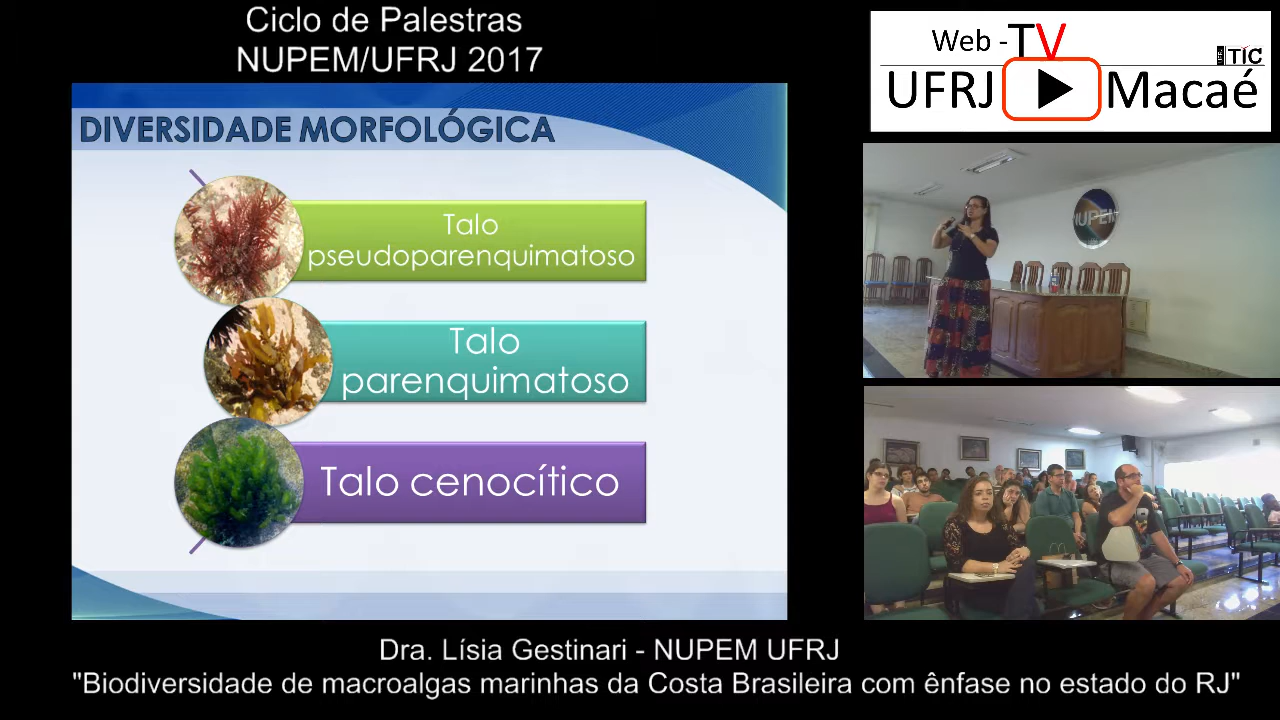 Ciclo de Palestras
NUPEM/UFRJ 2017
Web -TV
TIC
UFRJ Macaé
DIVERSIDADE MORFOLÓGICA
Talo
pseudoparenquimatoso
Talo
parenquimatoso
Talo cenocítico
NUPEM
Dra. Lísia Gestinari - NUPEM UFRJ
"Biodiversidade de macroalgas marinhas da Costa Brasileira com ênfase no estado do RJ"